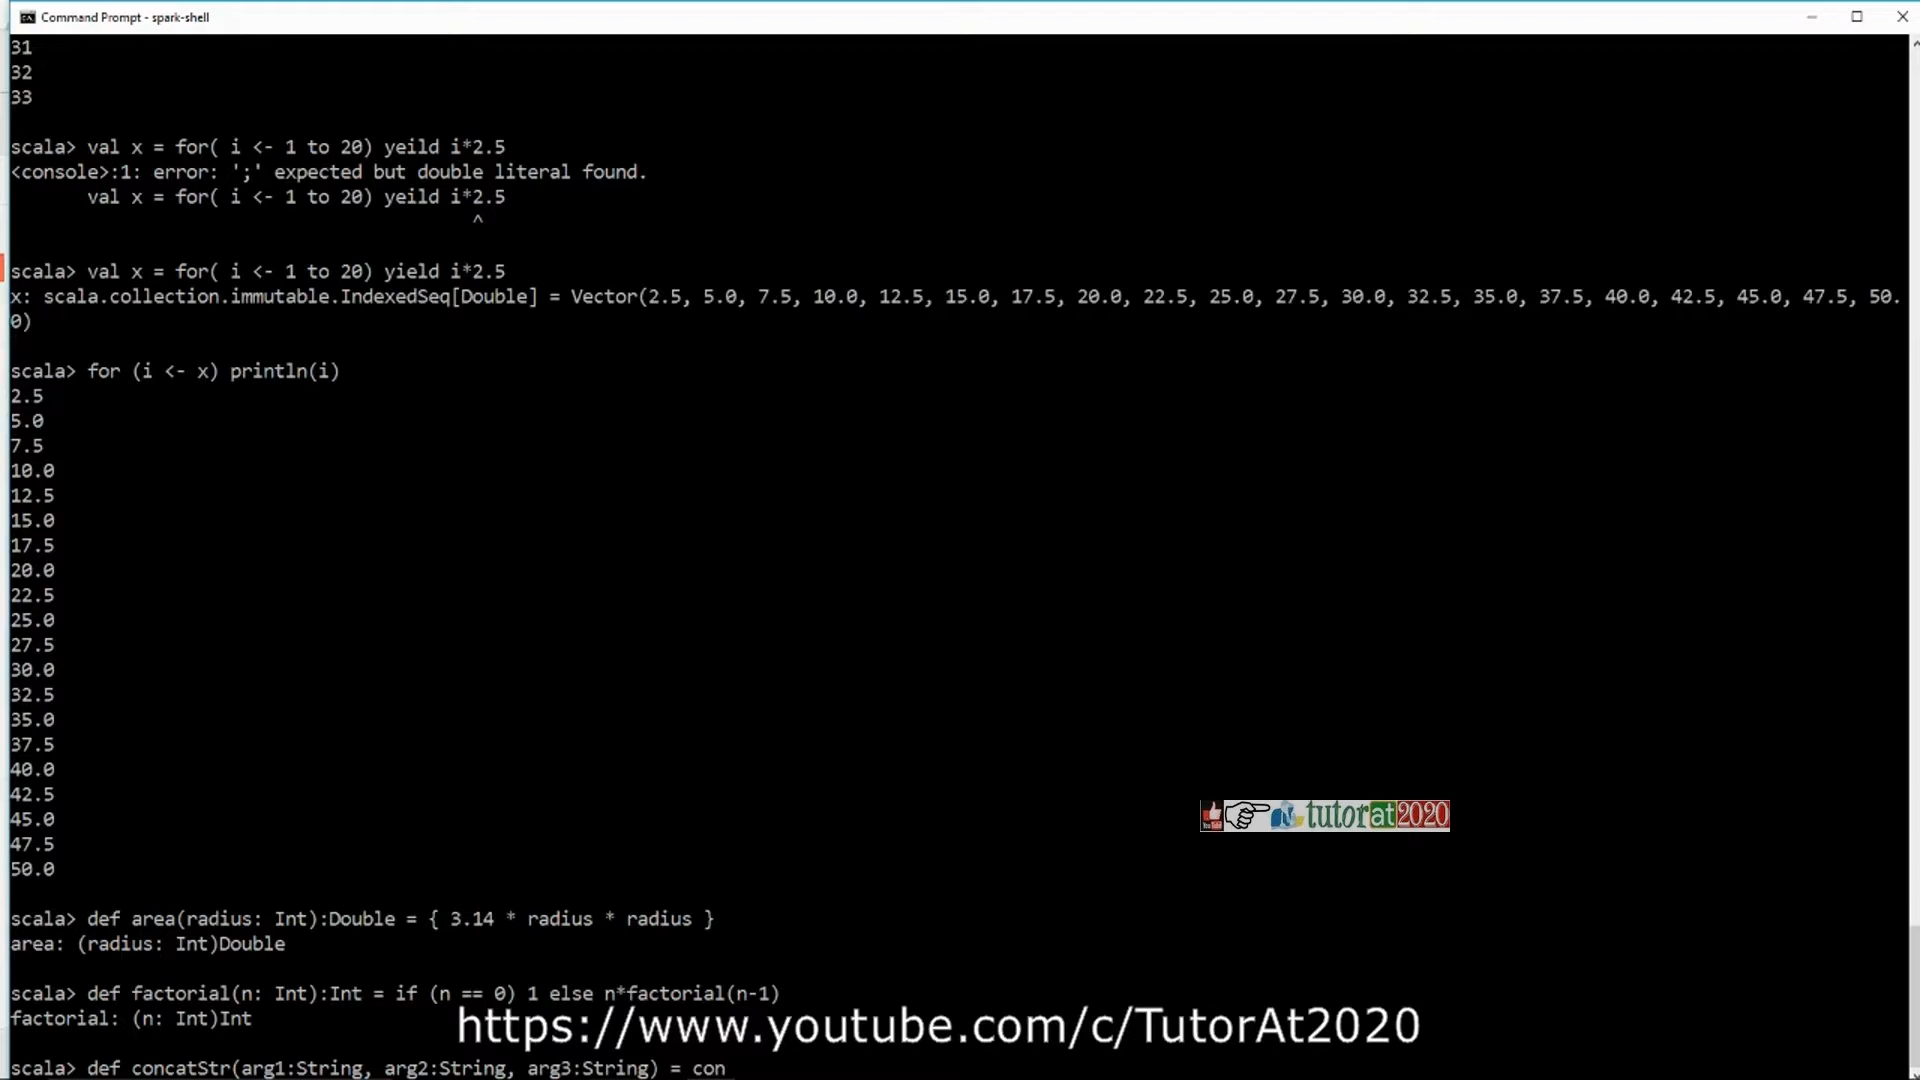 Command Prompt - spark-shell
31
32
33
scala> val x = for( i <- 1 to 20) yeild i*2.5
<console>:1: error: ';' expected but double literal found.
       val x = for( i <- 1 to 20) yeild i*2.5
                                          ^
scala> val x = for( i <- 1 to 20) yield i*2.5
x: scala.collection.immutable.IndexedSeq[Double] = Vector(2.5, 5.0, 7.5, 10.0, 12.5, 15.0, 17.5, 20.0, 22.5, 25.0, 27.5, 30.0, 32.5, 35.0, 37.5, 40.0, 42.5, 45.0, 47.5, 50.
0)
scala> for (i <- x) println(i)
2.5
5.0
7.5
10.0
12.5
15.0
17.5
20.0
22.5
25.0
27.5
30.0
32.5
35.0
37.5
40.0
42.5
45.0
47.5
50.0
tutorat2020
scala> def area(radius: Int):Double = { 3.14 * radius * radius }
area: (radius: Int)Double
scala> def factorial(n: Int):Int = if (n == 0) 1 else n*factorial(n-1)
factorial: (n: Int)Int
https://www.youtube.com/c/TutorAt2020
scala> def concatStr(arg1:String, arg2:String, arg3:String) = con